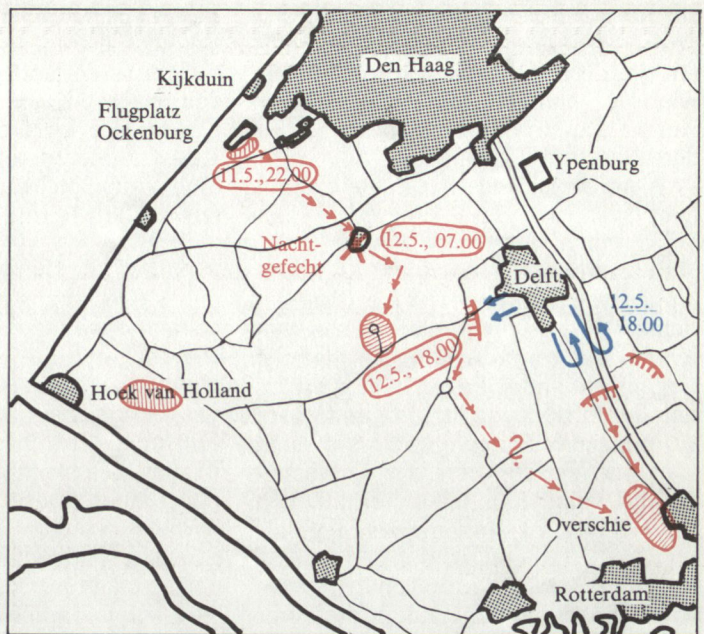 Den Haag
Kijkduin
Flugplatz
Ockenburg
Ypenburg
11.5., 22.00
Nacht-
gefecht
12.5., 07.00
Delft
12.5.
18.00
12.5., 18.00
Hoek van Holland
?
Overschie
Rotterdam